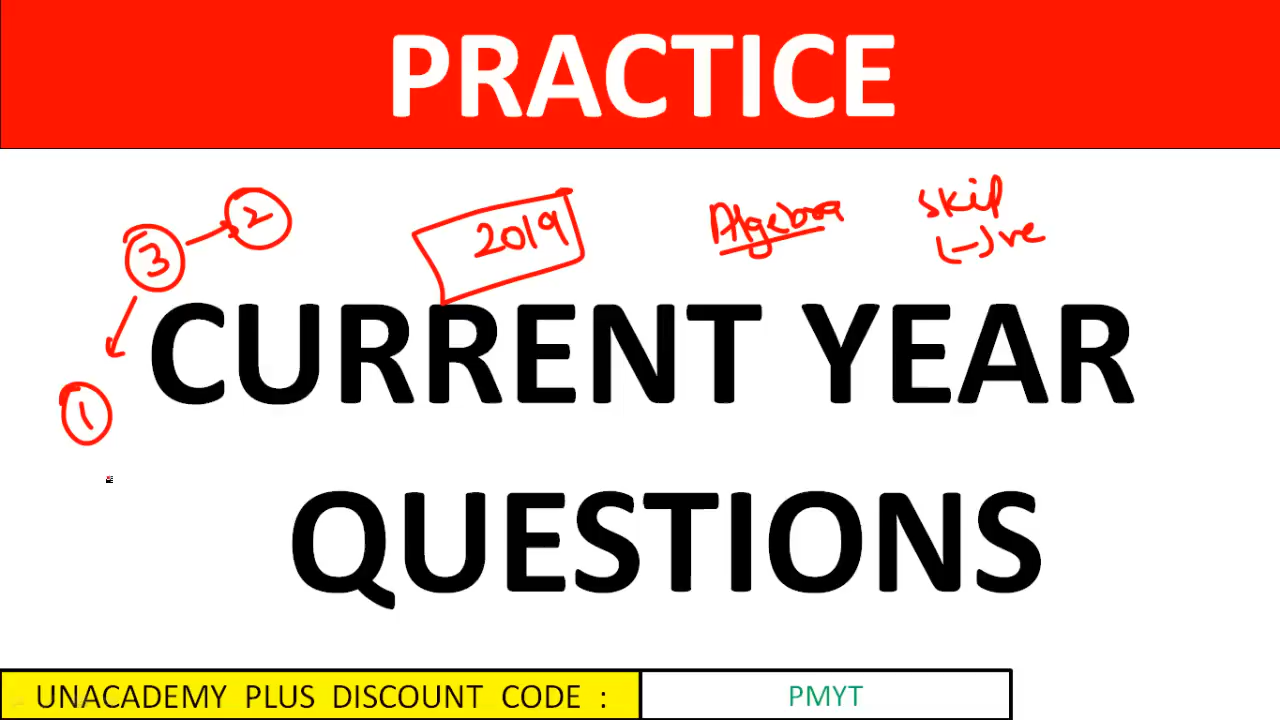 PRACTICE
2
3
2019
Algebra
skip
(-)ve
CURRENT YEAR
1
QUESTIONS
UNACADEMY PLUS DISCOUNT CODE :
PMYT